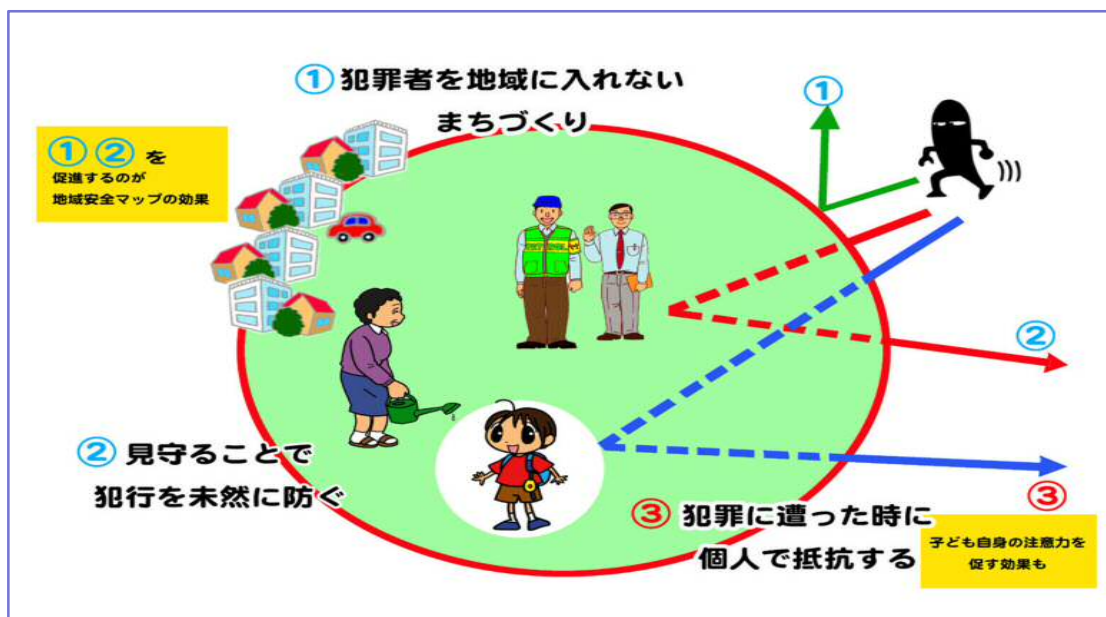 ① 犯罪者を地域に入れない
まちづくり
①
① ② を
促進するのが
地域安全マップの効果
②
② 見守ることで
犯行を未然に防ぐ
③ 犯罪に遭った時に
個人で抵抗する
③
子ども自身の注意力を
促す効果も